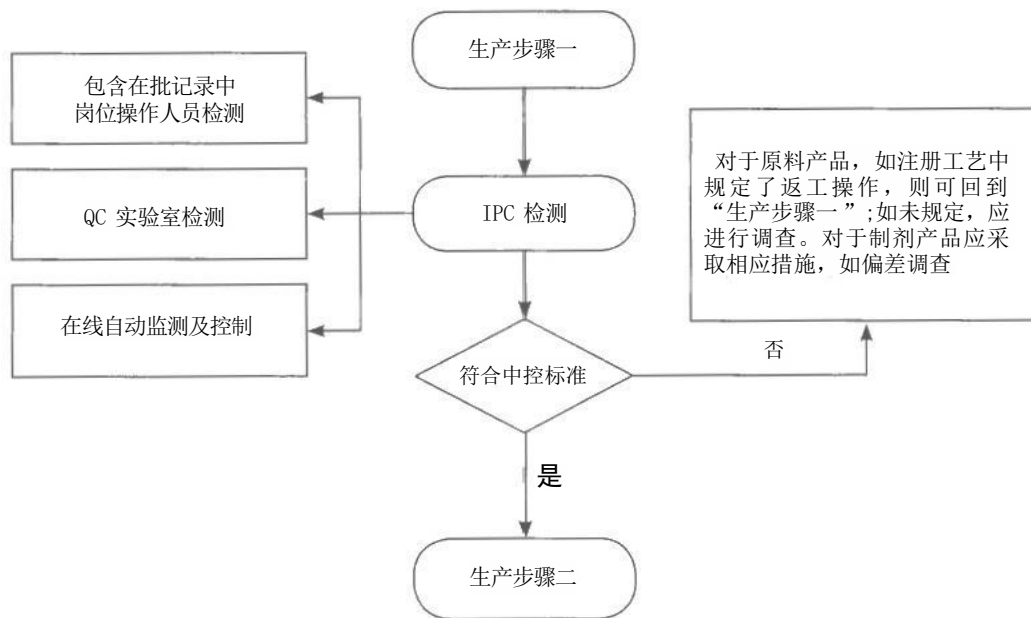 生产步骤一
包含在批记录中
岗位操作人员检测
QC 实验室检测
在线自动监测及控制
IPC 检测
对于原料产品，如注册工艺中
规定了返工操作，则可回到
“生产步骤一”；如未规定，应
进行调查。对于制剂产品应采
取相应措施，如偏差调查
符合中控标准
否
是
生产步骤二